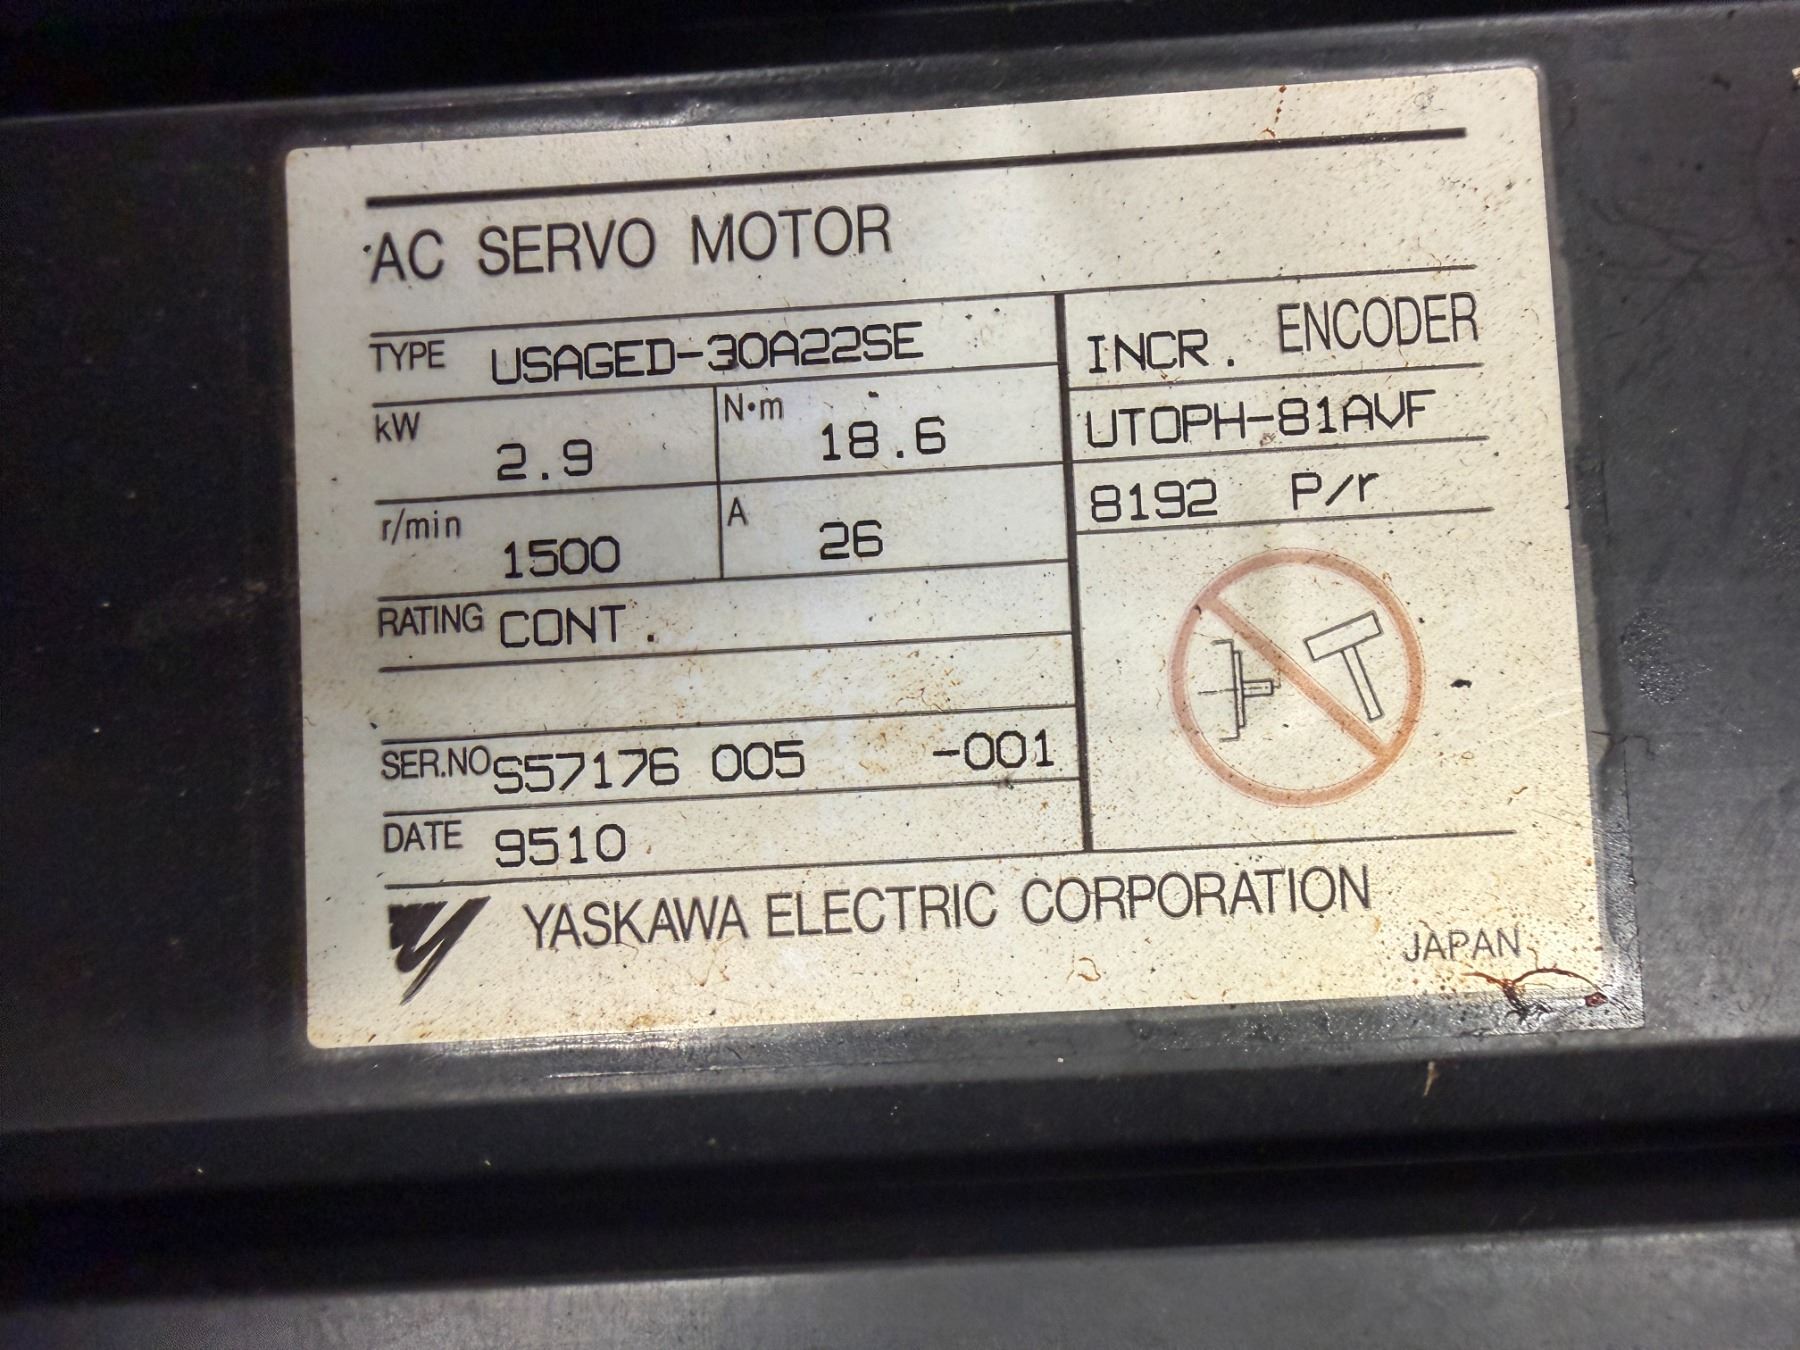 AC SERVO MOTOR
TYPE USAGED-30A22SE
kW 2.9 N•m 18.6
r/min 1500 A 26
RATING CONT.
SER.NO S57176 005 -001
DATE 9510
INCR. ENCODER
UTOPH-81AVF
8192 P/r
YASKAWA ELECTRIC CORPORATION
JAPAN